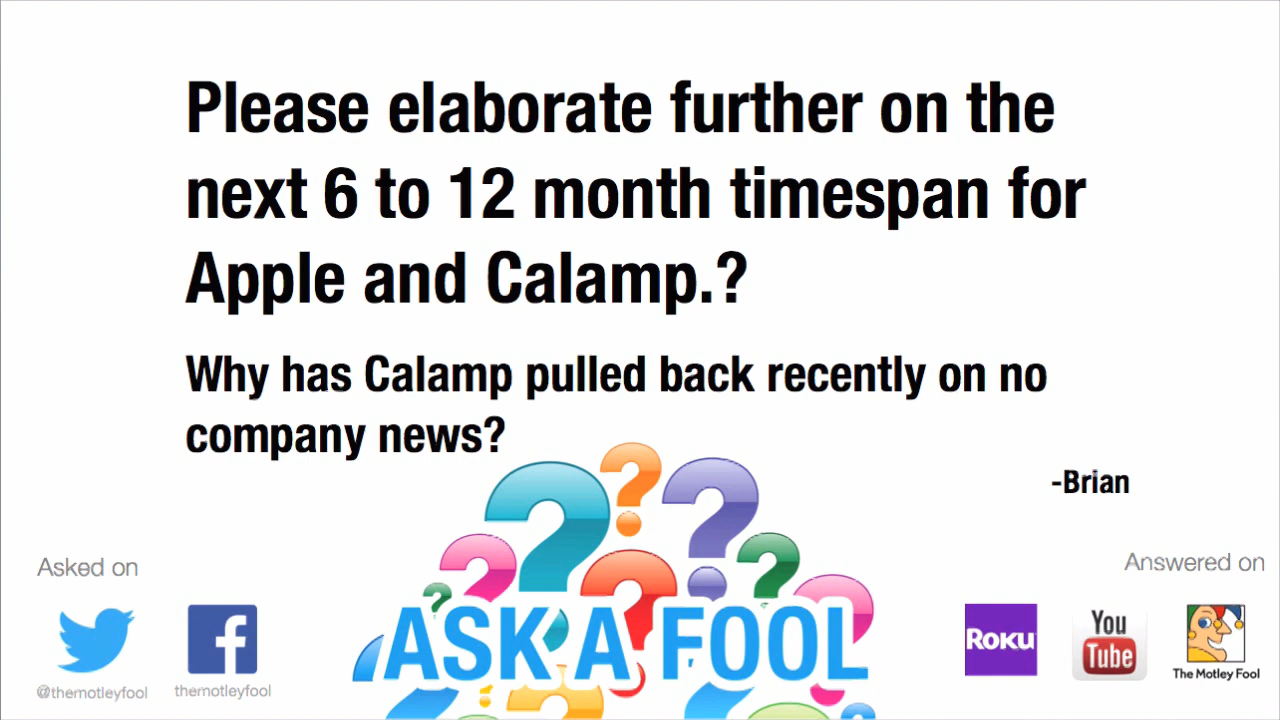 Please elaborate further on the
next 6 to 12 month timespan for
Apple and Calamp.?
Why has Calamp pulled back recently on no
company news?
-Brian
Asked on
Answered on
ASK A FOOL
ROKU
You
Tube
@themotleyfool
themotleyfool
The Motley Fool